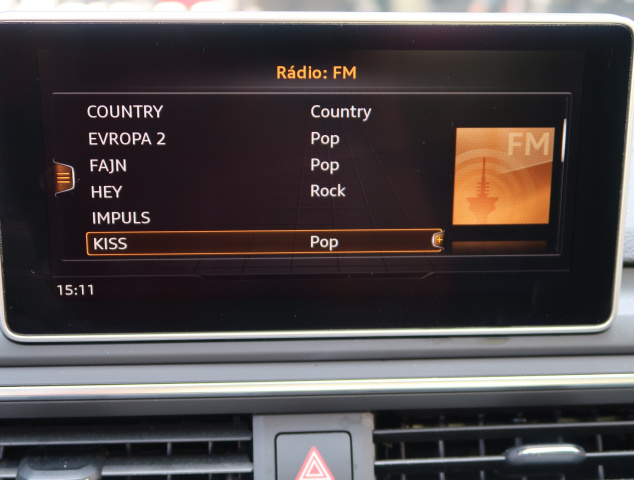 Rádio: FM
COUNTRY Country
EVROPA 2 Pop
FAJN Pop
HEY Rock
IMPULS
KISS Pop
FM
15:11